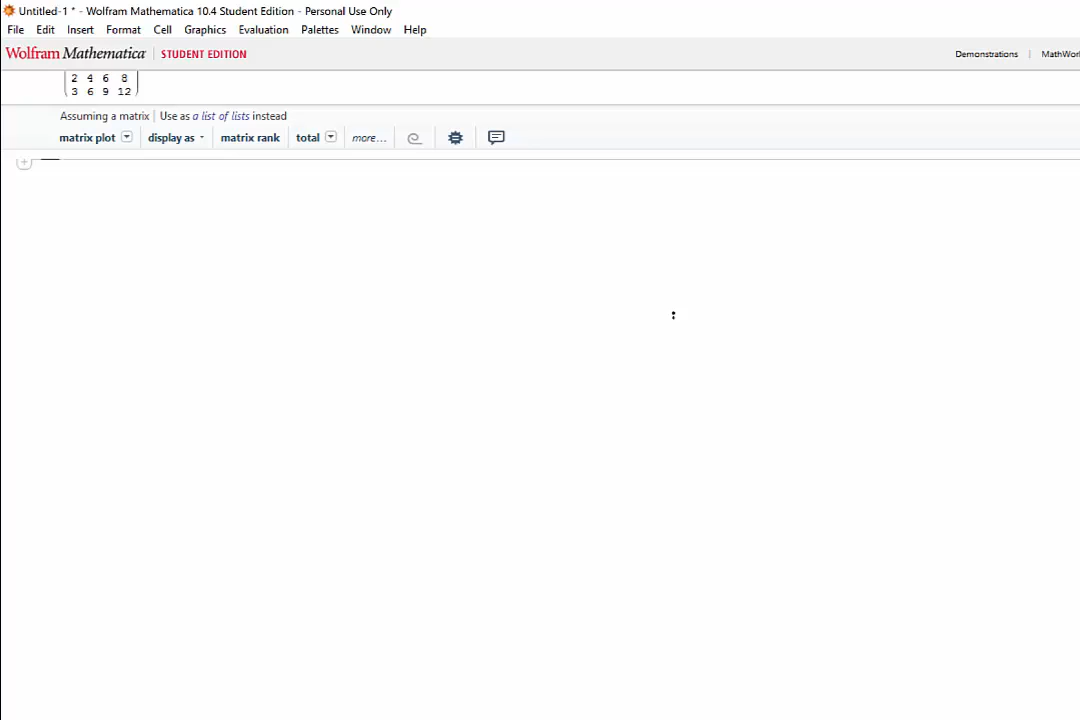 Untitled-1 * - Wolfram Mathematica 10.4 Student Edition - Personal Use Only
File Edit Insert Format Cell Graphics Evaluation Palettes Window Help
Wolfram Mathematica STUDENT EDITION Demonstrations | MathWor
2 4 6 8
3 6 9 12
Assuming a matrix | Use as a list of lists instead
matrix plot display as matrix rank total more...